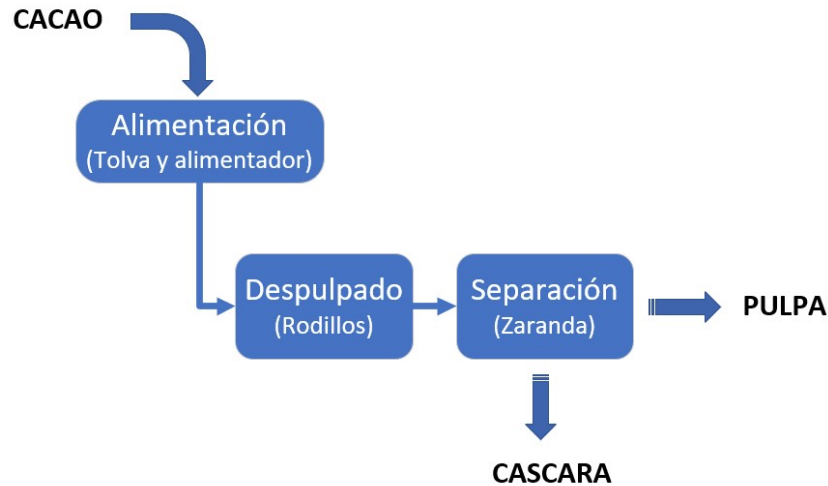 CACAO
Alimentación
(Tolva y alimentador)
Despulpado
(Rodillos)
Separación
(Zaranda)
PULPA
CASCARA